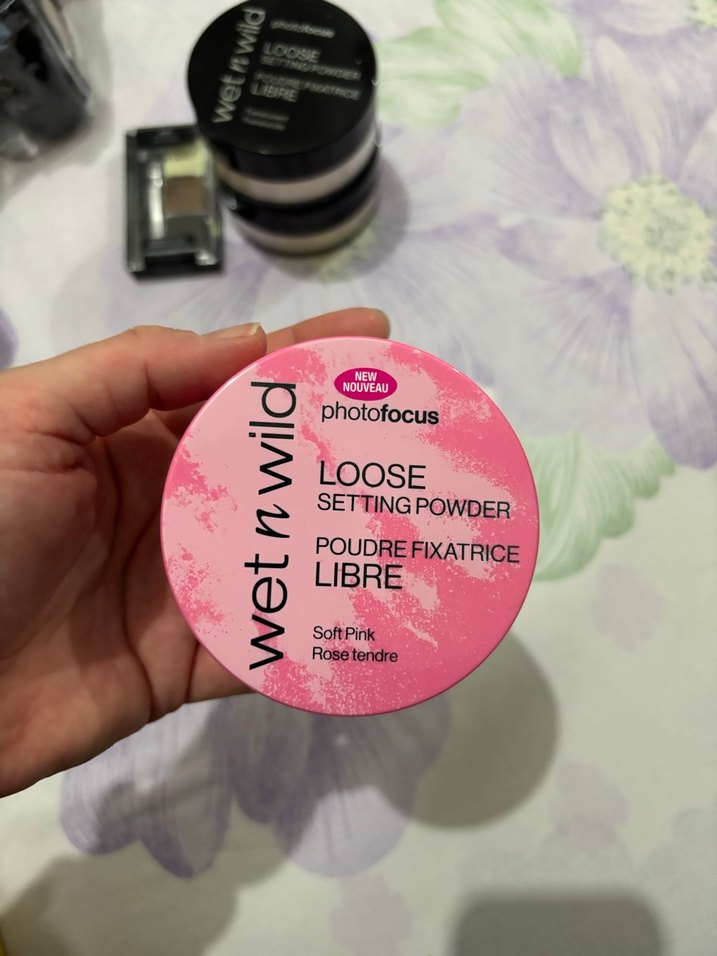 wet n wild
photofocus
LOOSE
SETTING POWDER
POUDRE FIXATRICE
LIBRE
wet n wild
NEW
NOUVEAU
photofocus
LOOSE
SETTING POWDER
POUDRE FIXATRICE
LIBRE
Soft Pink
Rose tendre